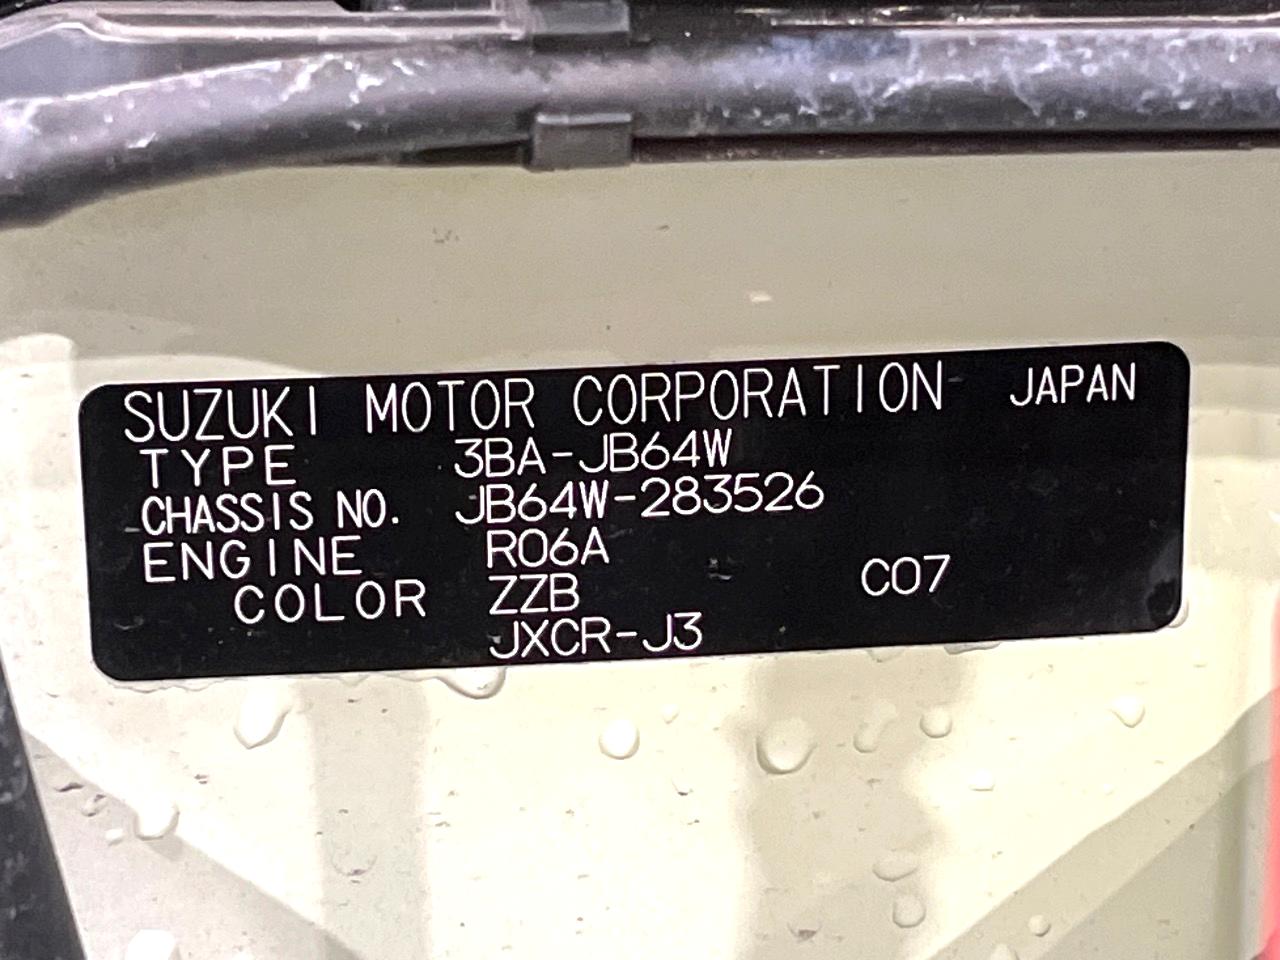 SUZUKI MOTOR CORPORATION JAPAN
TYPE 3BA-JB64W
CHASSIS NO. JB64W-283526
ENGINE R06A
COLOR ZZB C07
JXCR-J3